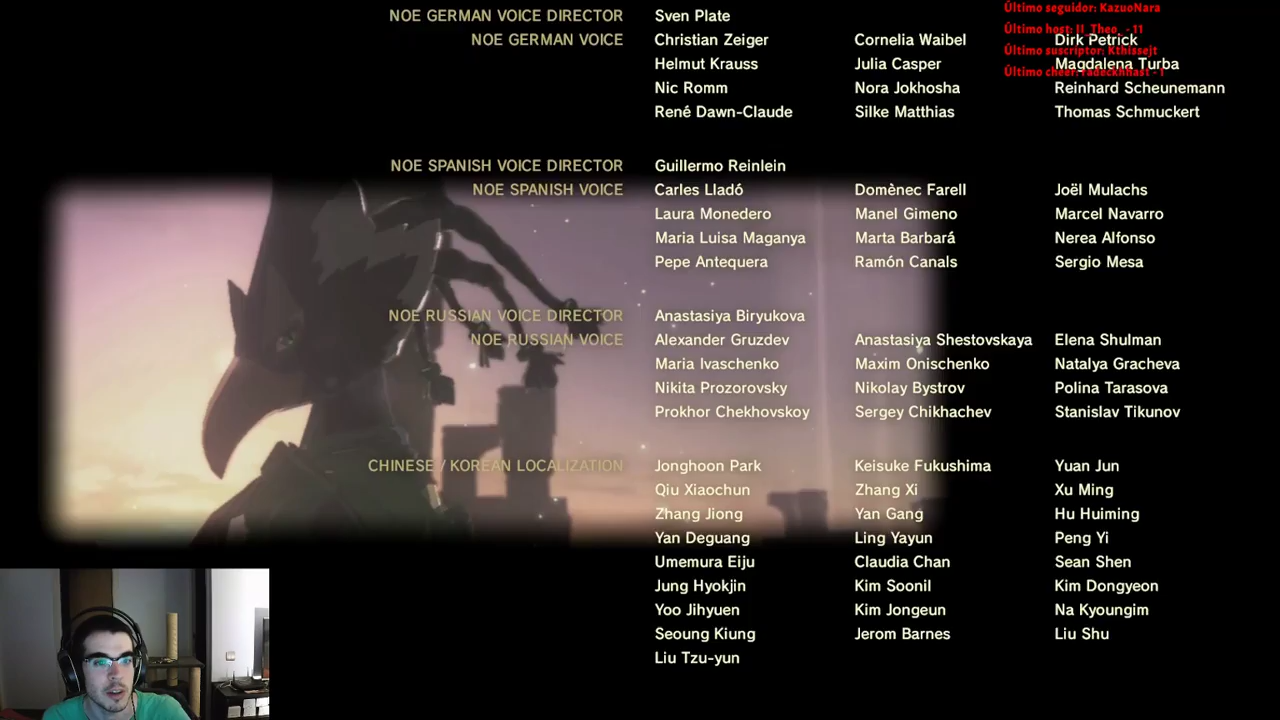 NOE GERMAN VOICE DIRECTOR Sven Plate
NOE GERMAN VOICE Christian Zeiger Cornelia Waibel Dirk Petrick
Helmut Krauss Julia Casper Magdalena Turba
Nic Romm Nora Jokhosha Reinhard Scheunemann
René Dawn-Claude Silke Matthias Thomas Schmuckert
NOE SPANISH VOICE DIRECTOR Guillermo Reinlein
NOE SPANISH VOICE Carles Lladó Domènec Farell Joël Mulachs
Laura Monedero Manel Gimeno Marcel Navarro
Maria Luisa Maganya Marta Barbará Nerea Alfonso
Pepe Antequera Ramón Canals Sergio Mesa
NOE RUSSIAN VOICE DIRECTOR Anastasiya Biryukova
NOE RUSSIAN VOICE Alexander Gruzdev Anastasiya Shestovskaya Elena Shulman
Maria Ivaschenko Maxim Onischenko Natalya Gracheva
Nikita Prozorovsky Nikolay Bystrov Polina Tarasova
Prokhor Chekhovskoy Sergey Chikhachev Stanislav Tikunov
CHINESE / KOREAN LOCALIZATION Jonghoon Park Keisuke Fukushima Yuan Jun
Qiu Xiaochun Zhang Xi Xu Ming
Zhang Jiong Yan Gang Hu Huiming
Yan Deguang Ling Yayun Peng Yi
Umemura Eiju Claudia Chan Sean Shen
Jung Hyokjin Kim Soonil Kim Dongyeon
Yoo Jihyuen Kim Jongeun Na Kyoungim
Seoung Kiung Jerom Barnes Liu Shu
Liu Tzu-yun
Último seguidor: KazuoNara
Último host: - 11
Último suscriptor: Kthissejt
Último cheer: - 1